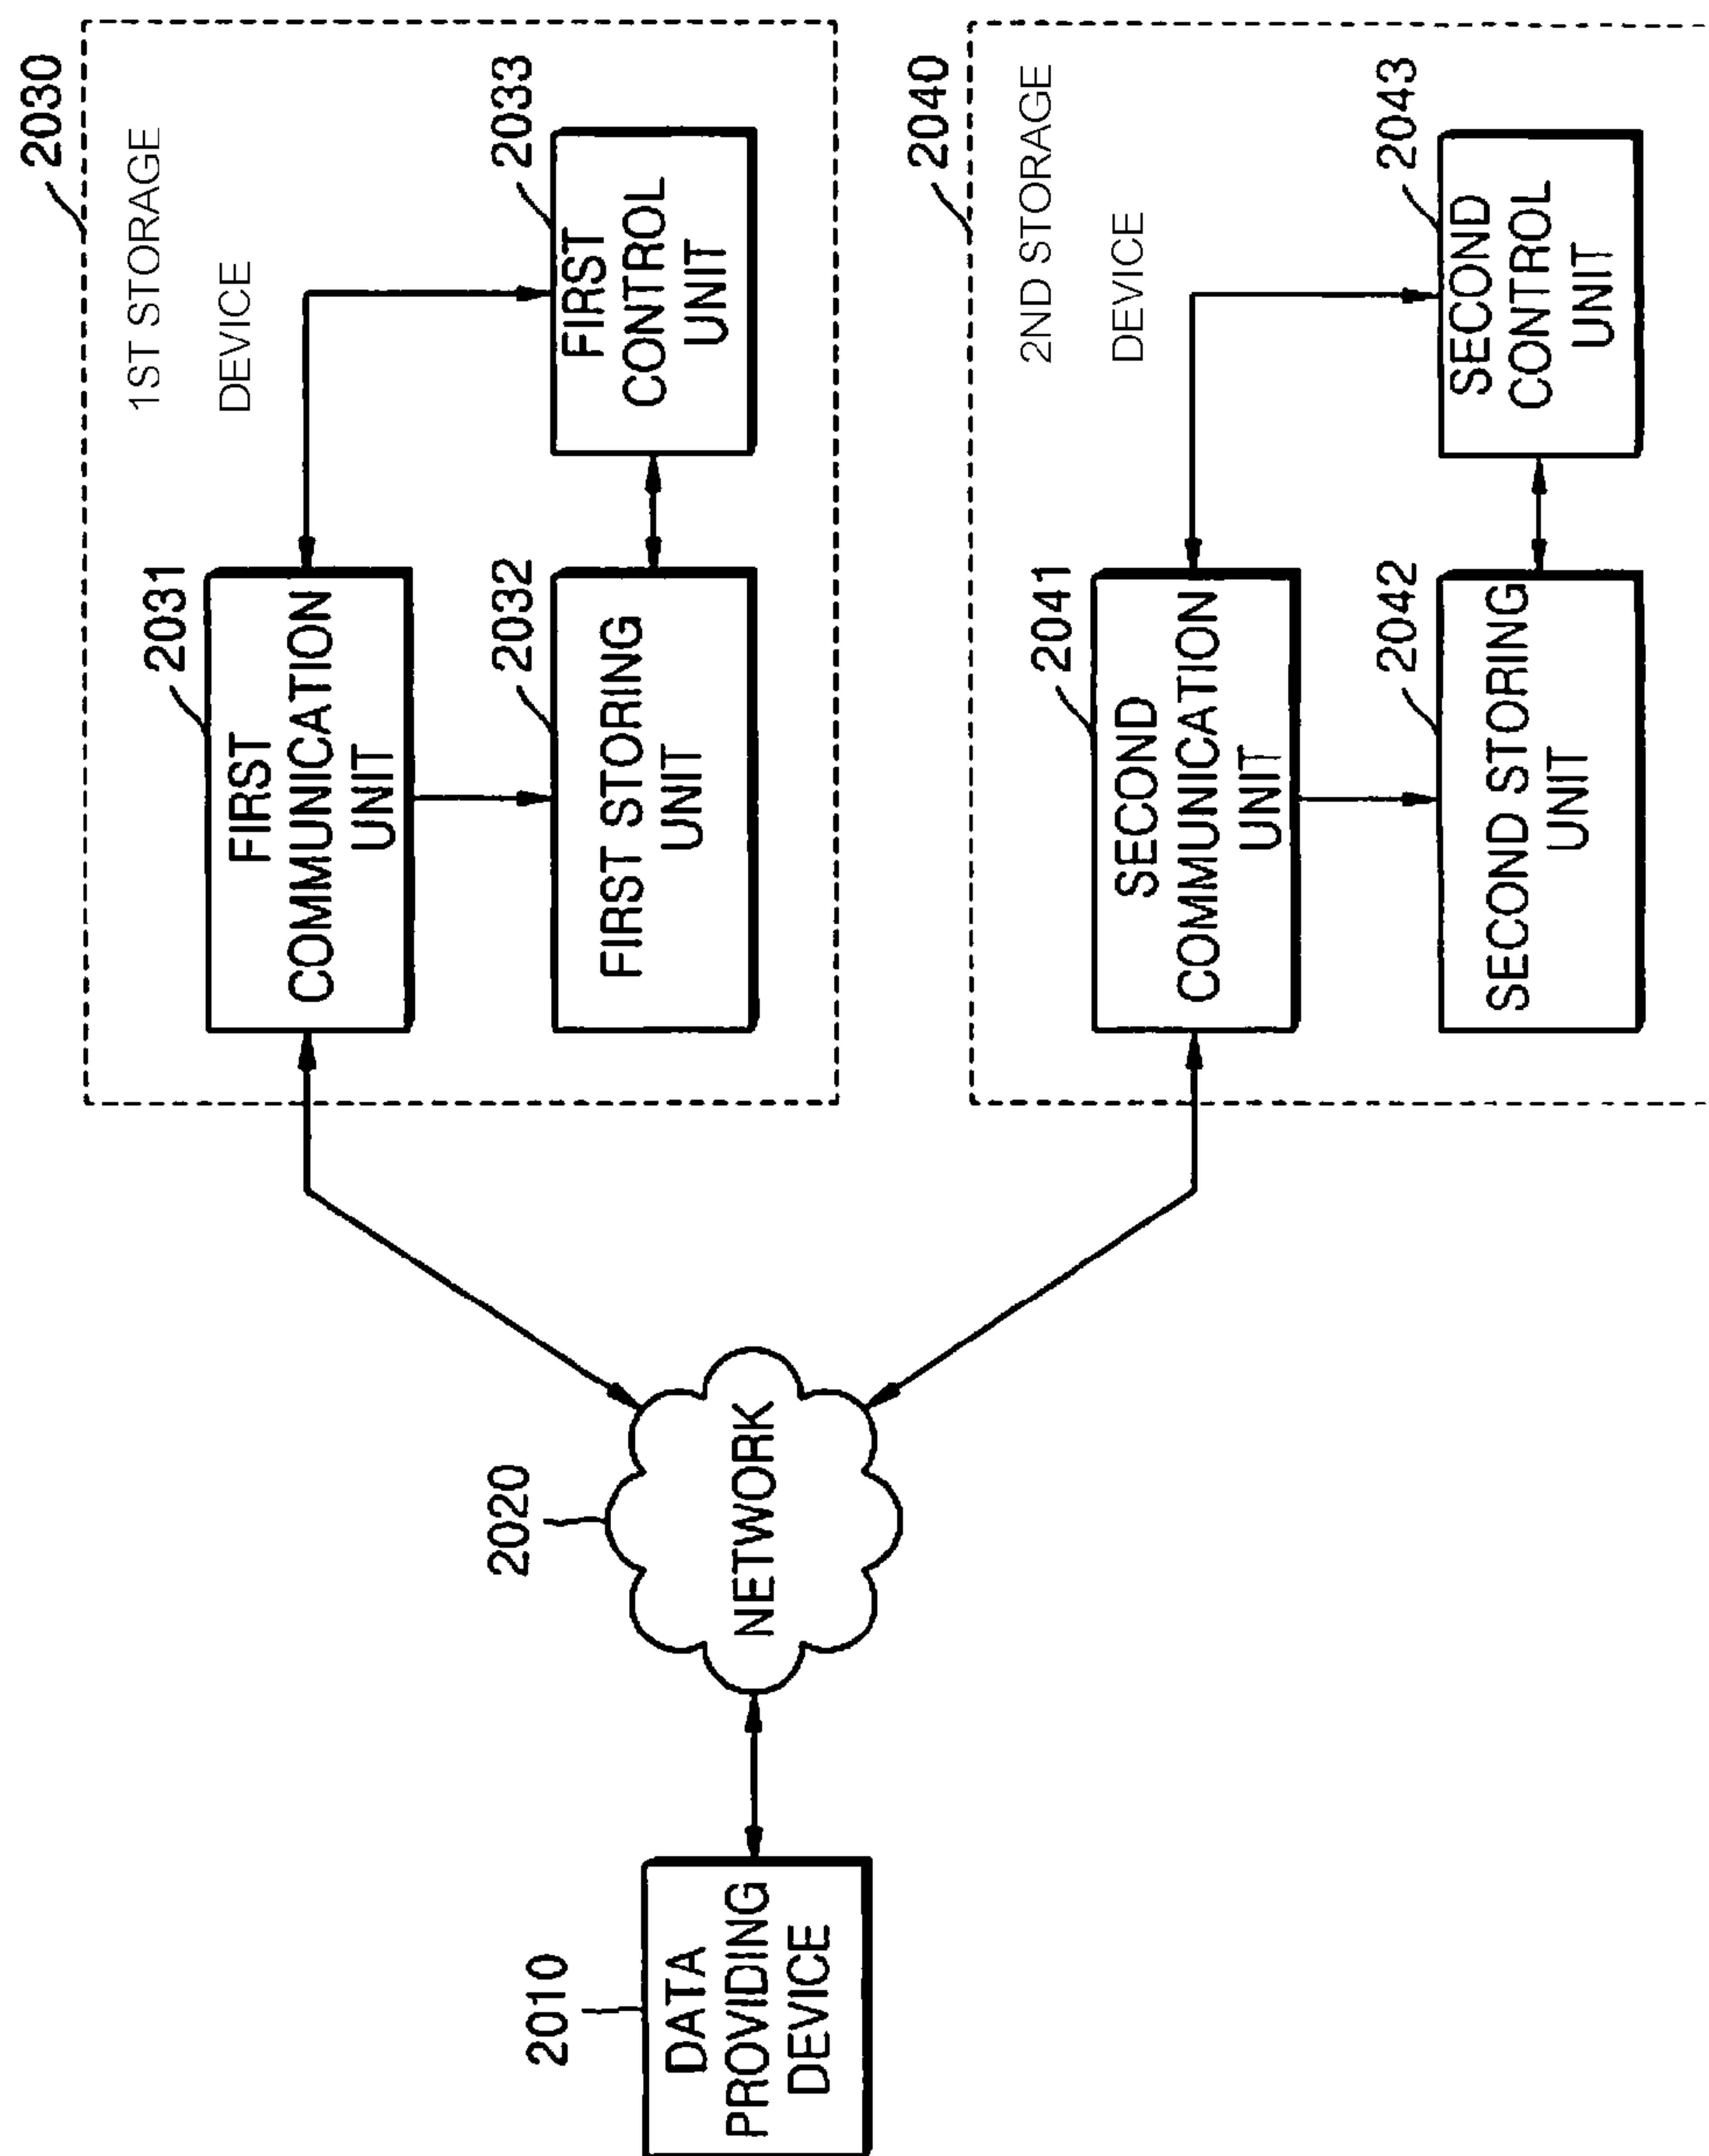 2010
DATA
PROVIDING
DEVICE
2020
NETWORK
2030
1ST STORAGE
DEVICE
2031
FIRST
COMMUNICATION
UNIT
2032
FIRST STORING
UNIT
2033
FIRST
CONTROL
UNIT
2040
2ND STORAGE
DEVICE
2041
SECOND
COMMUNICATION
UNIT
2042
SECOND STORING
UNIT
2043
SECOND
CONTROL
UNIT